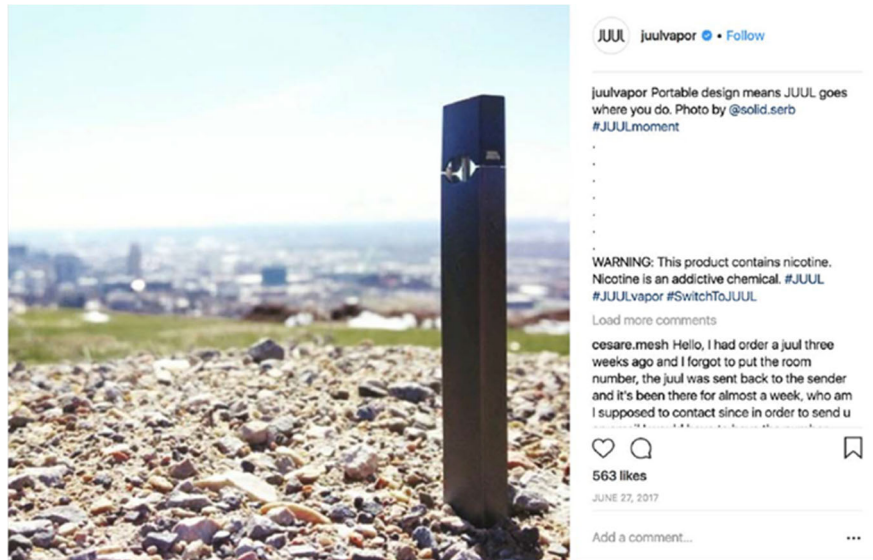 JUUL
juulvapor • Follow
juulvapor Portable design means JUUL goes
where you do. Photo by @solid.serb
#JUULmoment
.
.
.
.
.
.
.
WARNING: This product contains nicotine.
Nicotine is an addictive chemical. #JUUL
#JUULvapor #SwitchToJUUL
Load more comments
cesare.mesh Hello, I had order a juul three
weeks ago and I forgot to put the room
number, the juul was sent back to the sender
and it's been there for almost a week, who am
I supposed to contact since in order to send u
563 likes
JUNE 27, 2017
Add a comment...